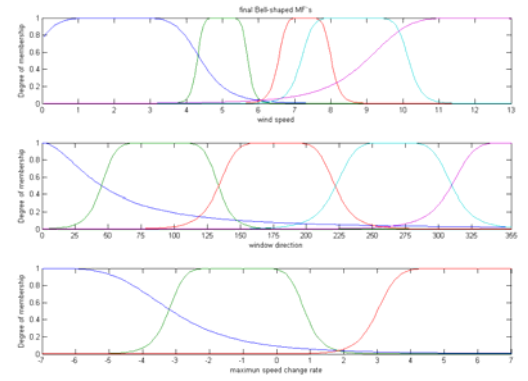 final Bell-shaped MF's
Degree of membership
1
0.8
0.6
0.4
0.2
0
0 1 2 3 4 5 6 7 8 9 10 11 12 13
wind speed
Degree of membership
1
0.8
0.6
0.4
0.2
0
0 25 50 75 100 125 150 175 200 225 250 275 300 325 365
window direction
Degree of membership
1
0.8
0.6
0.4
0.2
0
-7 -6 -5 -4 -3 -2 -1 0 1 2 3 4 5 6 7
maximun speed change rate